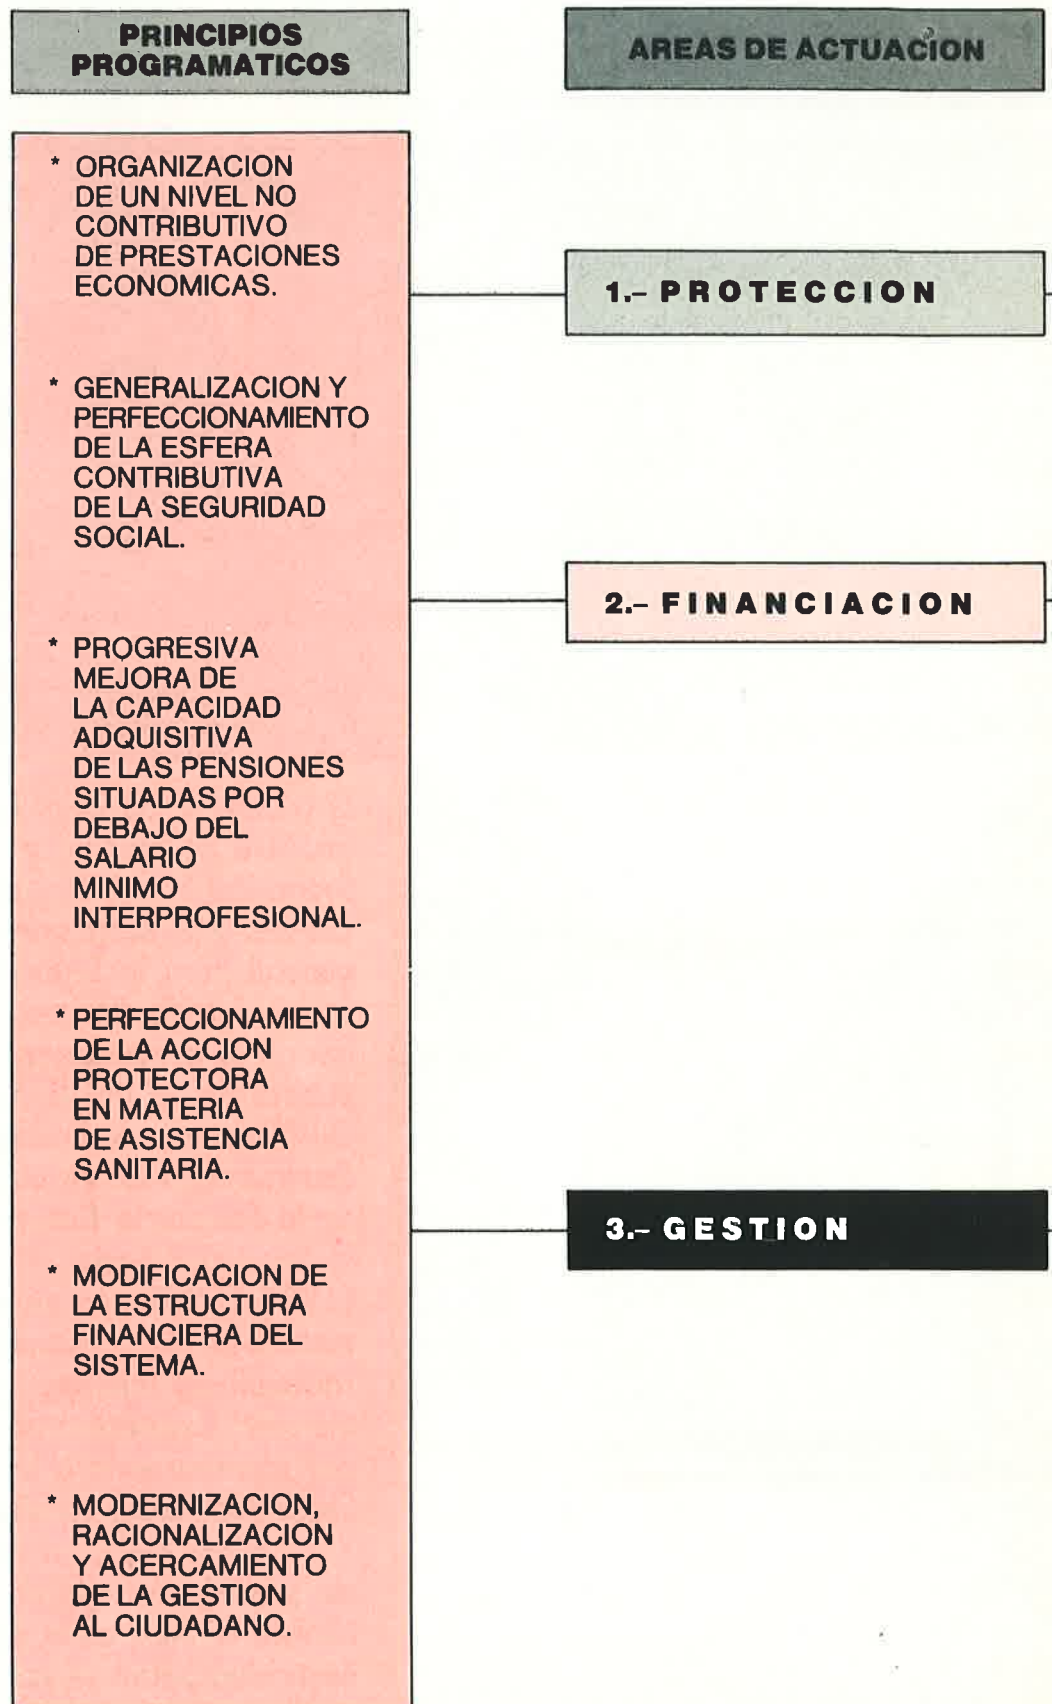 PRINCIPIOS
PROGRAMATICOS
* ORGANIZACION
DE UN NIVEL NO
CONTRIBUTIVO
DE PRESTACIONES
ECONOMICAS.
* GENERALIZACION Y
PERFECCIONAMIENTO
DE LA ESFERA
CONTRIBUTIVA
DE LA SEGURIDAD
SOCIAL.
* PROGRESIVA
MEJORA DE
LA CAPACIDAD
ADQUISITIVA
DE LAS PENSIONES
SITUADAS POR
DEBAJO DEL
SALARIO
MINIMO
INTERPROFESIONAL.
* PERFECCIONAMIENTO
DE LA ACCION
PROTECTORA
EN MATERIA
DE ASISTENCIA
SANITARIA.
* MODIFICACION DE
LA ESTRUCTURA
FINANCIERA DEL
SISTEMA.
* MODERNIZACION,
RACIONALIZACION
Y ACERCAMIENTO
DE LA GESTION
AL CIUDADANO.
AREAS DE ACTUACION
1.- PROTECCION
2.- FINANCIACION
3.- GESTION